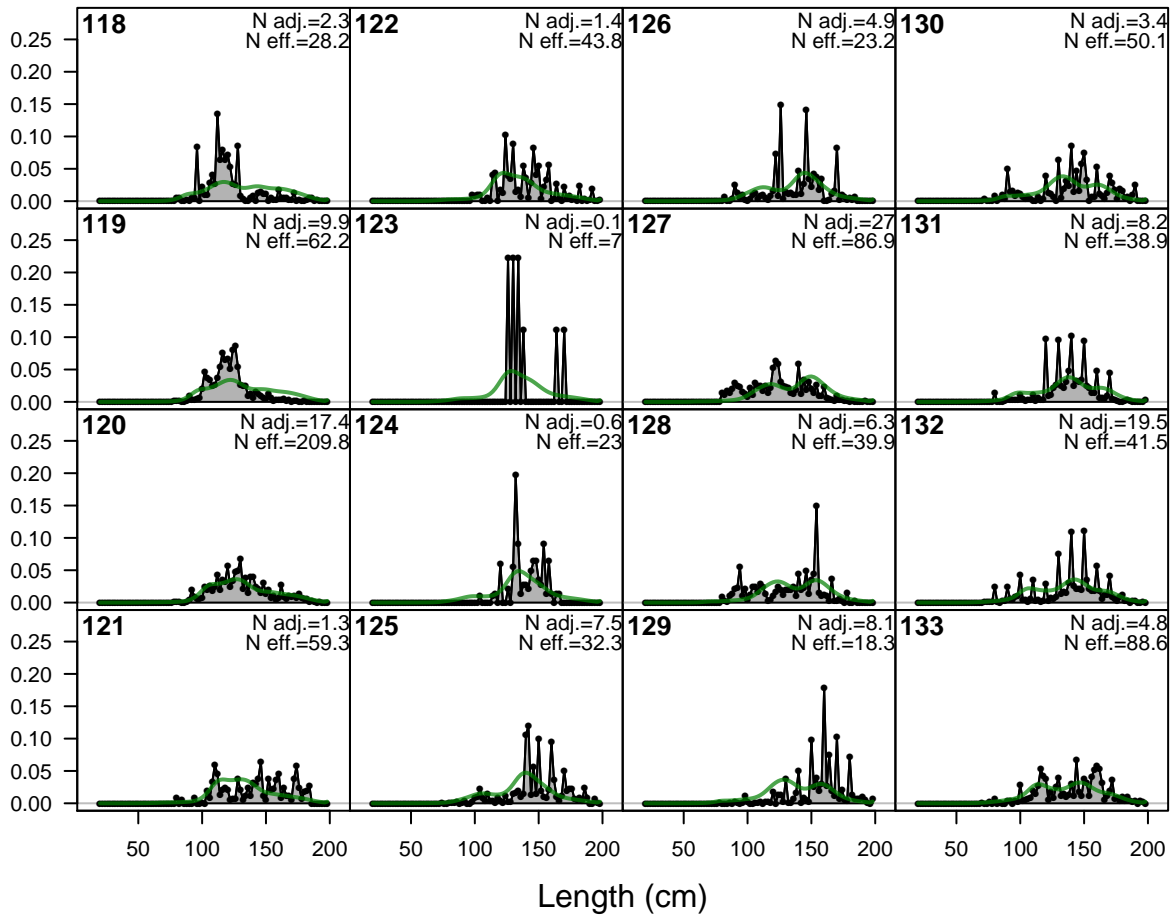 118
N adj.=2.3
N eff.=28.2
122
N adj.=1.4
N eff.=43.8
126
N adj.=4.9
N eff.=23.2
130
N adj.=3.4
N eff.=50.1
0.25
0.20
0.15
0.10
0.05
0.00
119
N adj.=9.9
N eff.=62.2
123
N adj.=0.1
N eff.=7
127
N adj.=27
N eff.=86.9
131
N adj.=8.2
N eff.=38.9
0.25
0.20
0.15
0.10
0.05
0.00
120
N adj.=17.4
N eff.=209.8
124
N adj.=0.6
N eff.=23
128
N adj.=6.3
N eff.=39.9
132
N adj.=19.5
N eff.=41.5
0.25
0.20
0.15
0.10
0.05
0.00
121
N adj.=1.3
N eff.=59.3
125
N adj.=7.5
N eff.=32.3
129
N adj.=8.1
N eff.=18.3
133
N adj.=4.8
N eff.=88.6
0.25
0.20
0.15
0.10
0.05
0.00
50 100 150 200 50 100 150 200 50 100 150 200 50 100 150 200
Length (cm)